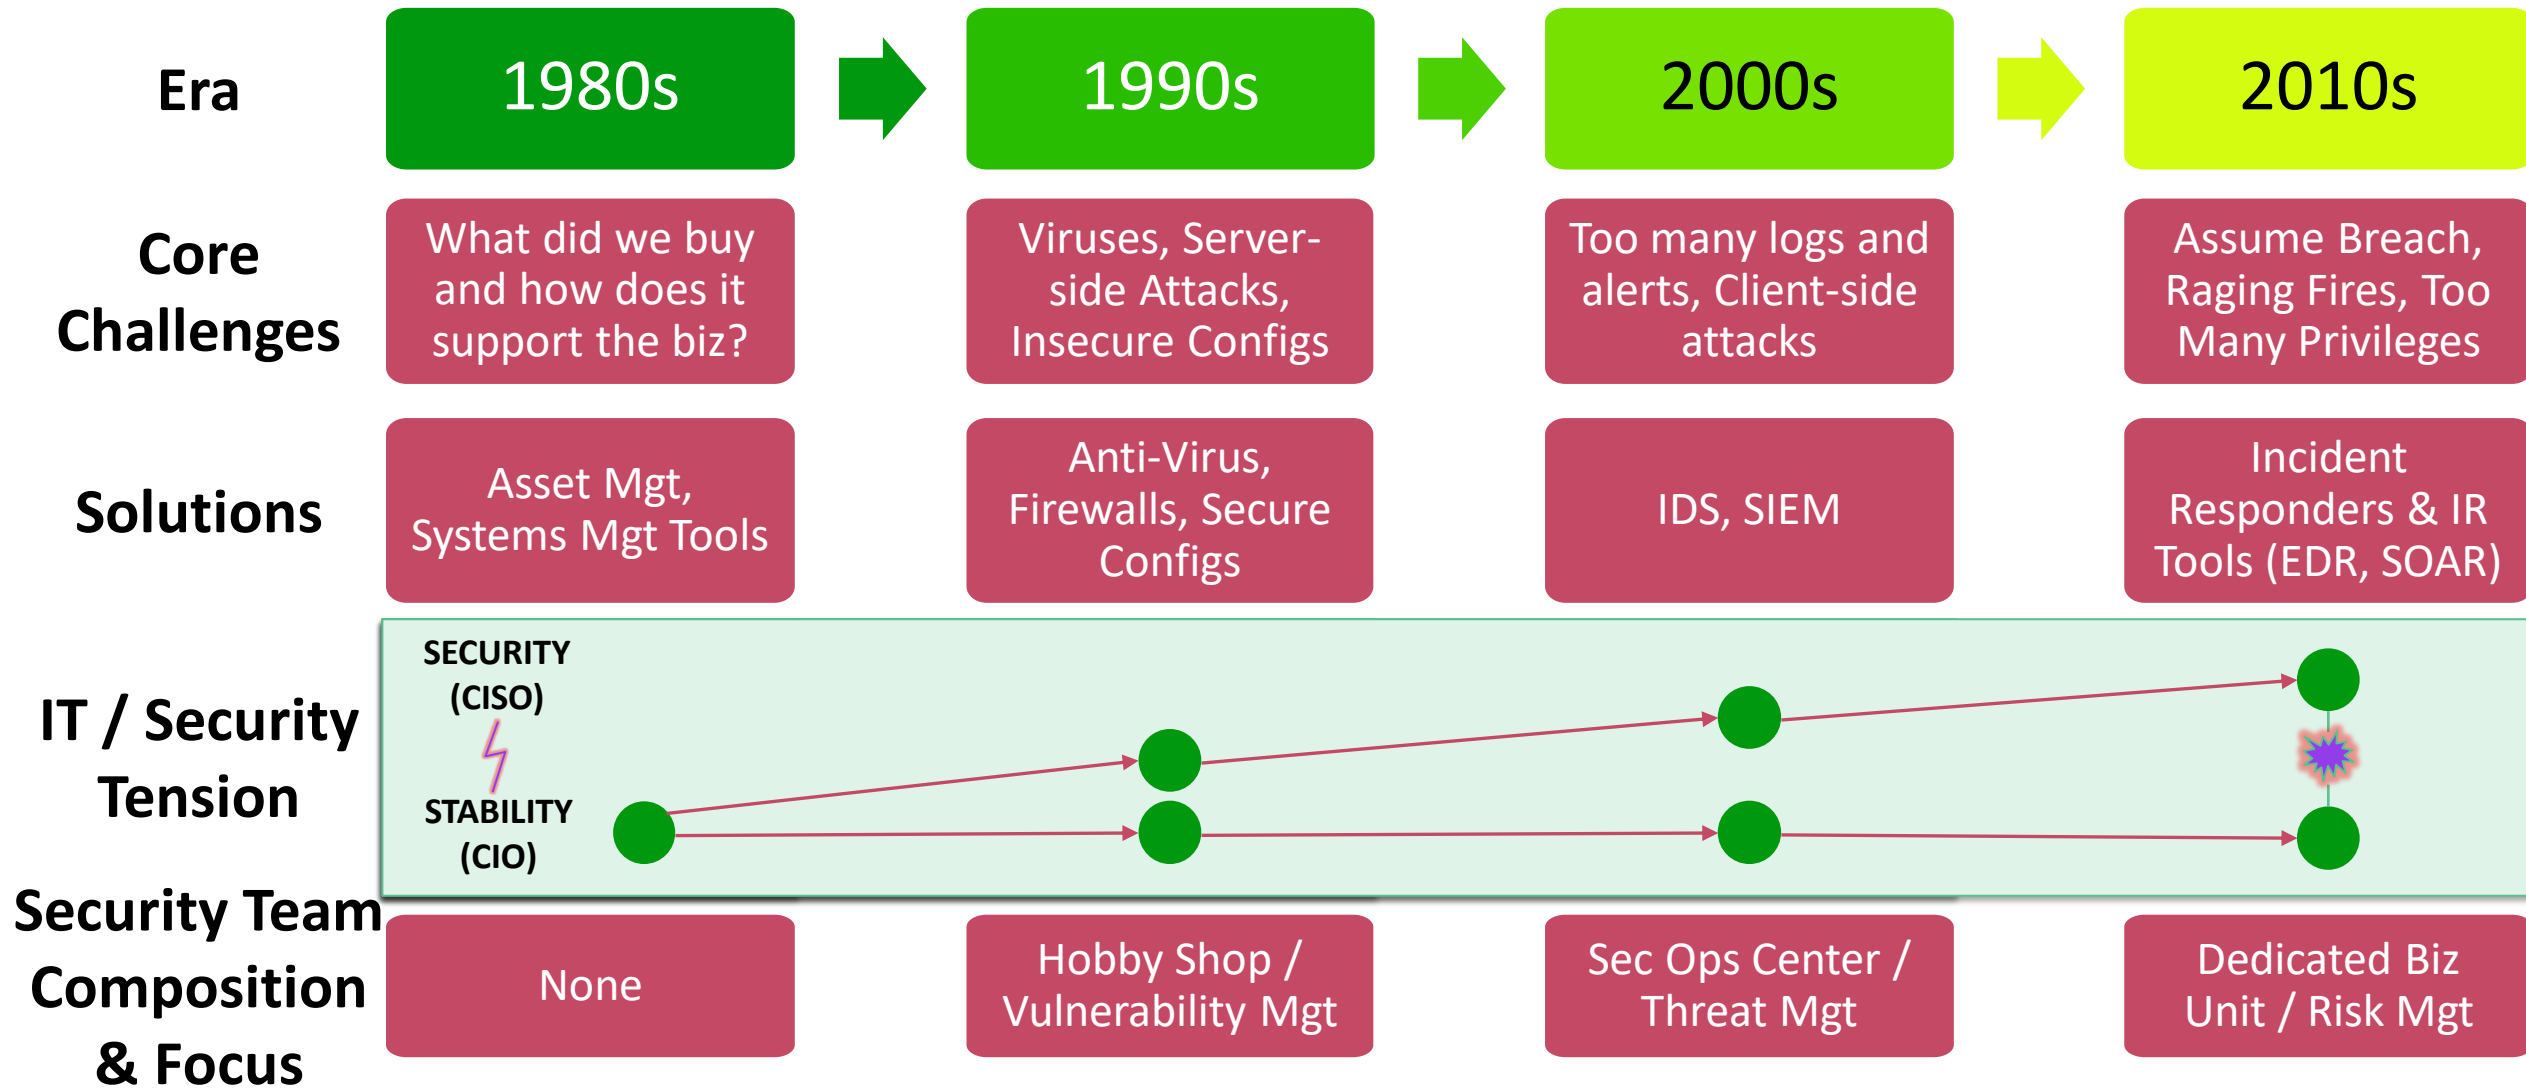 Era
1980s
1990s
2000s
2010s
Core
Challenges
What did we buy
and how does it
support the biz?
Viruses, Server-
side Attacks,
Insecure Configs
Too many logs and
alerts, Client-side
attacks
Assume Breach,
Raging Fires, Too
Many Privileges
Solutions
Asset Mgt,
Systems Mgt Tools
Anti-Virus,
Firewalls, Secure
Configs
IDS, SIEM
Incident
Responders & IR
Tools (EDR, SOAR)
IT / Security
Tension
SECURITY
(CISO)
STABILITY
(CIO)
Security Team
Composition
& Focus
None
Hobby Shop /
Vulnerability Mgt
Sec Ops Center /
Threat Mgt
Dedicated Biz
Unit / Risk Mgt